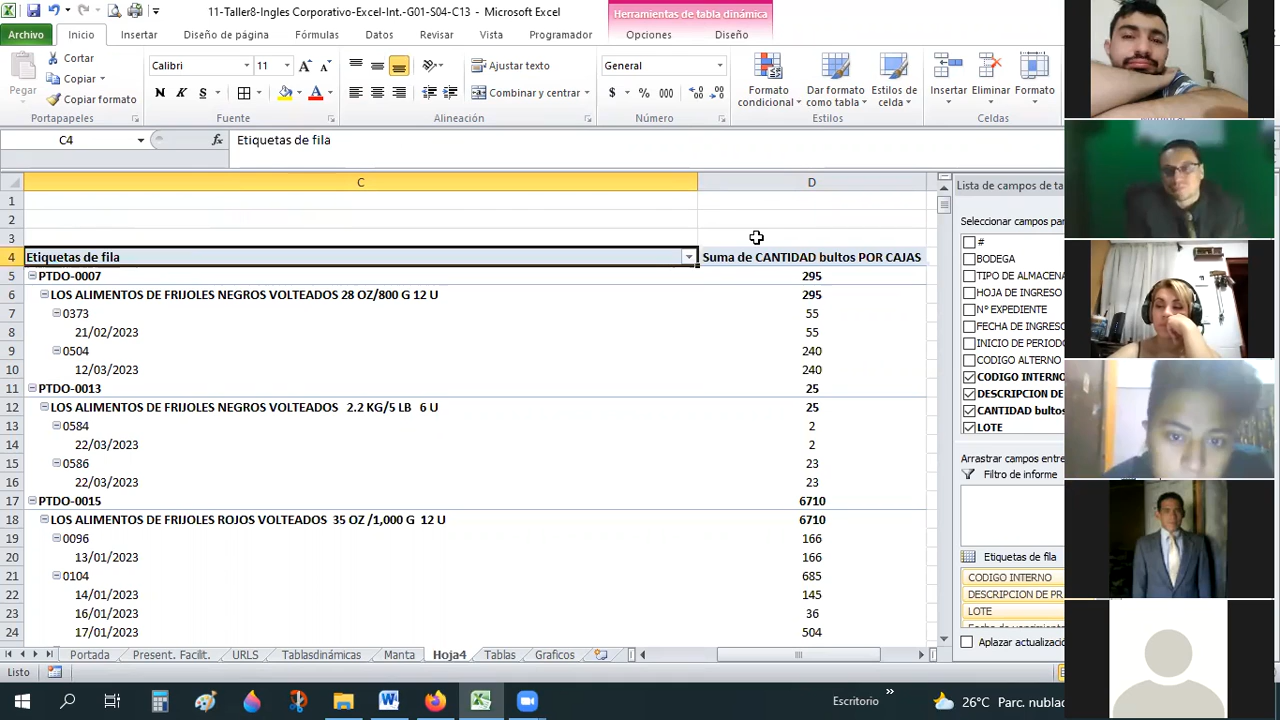 11-Taller8-Ingles Corporativo-Excel-Int.-G01-S04-C13 - Microsoft Excel
Herramientas de tabla dinámica
Archivo Inicio Insertar Diseño de página Fórmulas Datos Revisar Vista Programador Opciones Diseño
Pegar
Cortar
Copiar
Copiar formato
Calibri 11
N K S
Ajustar texto
Combinar y centrar
General
$ % 000
Formato condicional
Dar formato como tabla
Estilos de celda
Insertar Eliminar Formato
Portapapeles Fuente Alineación Número Estilos Celdas
C4 fx Etiquetas de fila
C D
1
2
3
4 Etiquetas de fila Suma de CANTIDAD bultos POR CAJAS
5 PTDO-0007 295
6 LOS ALIMENTOS DE FRIJOLES NEGROS VOLTEADOS 28 OZ/800 G 12 U 295
7 0373 55
8 21/02/2023 55
9 0504 240
10 12/03/2023 240
11 PTDO-0013 25
12 LOS ALIMENTOS DE FRIJOLES NEGROS VOLTEADOS 2.2 KG/5 LB 6 U 25
13 0584 2
14 22/03/2023 2
15 0586 23
16 22/03/2023 23
17 PTDO-0015 6710
18 LOS ALIMENTOS DE FRIJOLES ROJOS VOLTEADOS 35 OZ /1,000 G 12 U 6710
19 0096 166
20 13/01/2023 166
21 0104 685
22 14/01/2023 145
23 16/01/2023 36
24 17/01/2023 504
Lista de campos de ta
Seleccionar campos par
#
BODEGA
TIPO DE ALMACENA
HOJA DE INGRESO
N° EXPEDIENTE
FECHA DE INGRES
INICIO DE PERIOD
CODIGO ALTERNO
CODIGO INTERNO
DESCRIPCION DE
CANTIDAD bultos
LOTE
Arrastrar campos entre
Filtro de informe
Etiquetas de fila
CODIGO INTERNO
DESCRIPCION DE PR
LOTE
Aplazar actualizació
Portada Present. Facilit. URLS Tablasdinámicas Manta Hoja4 Tablas Graficos
Listo
Escritorio »
26°C Parc. nublad